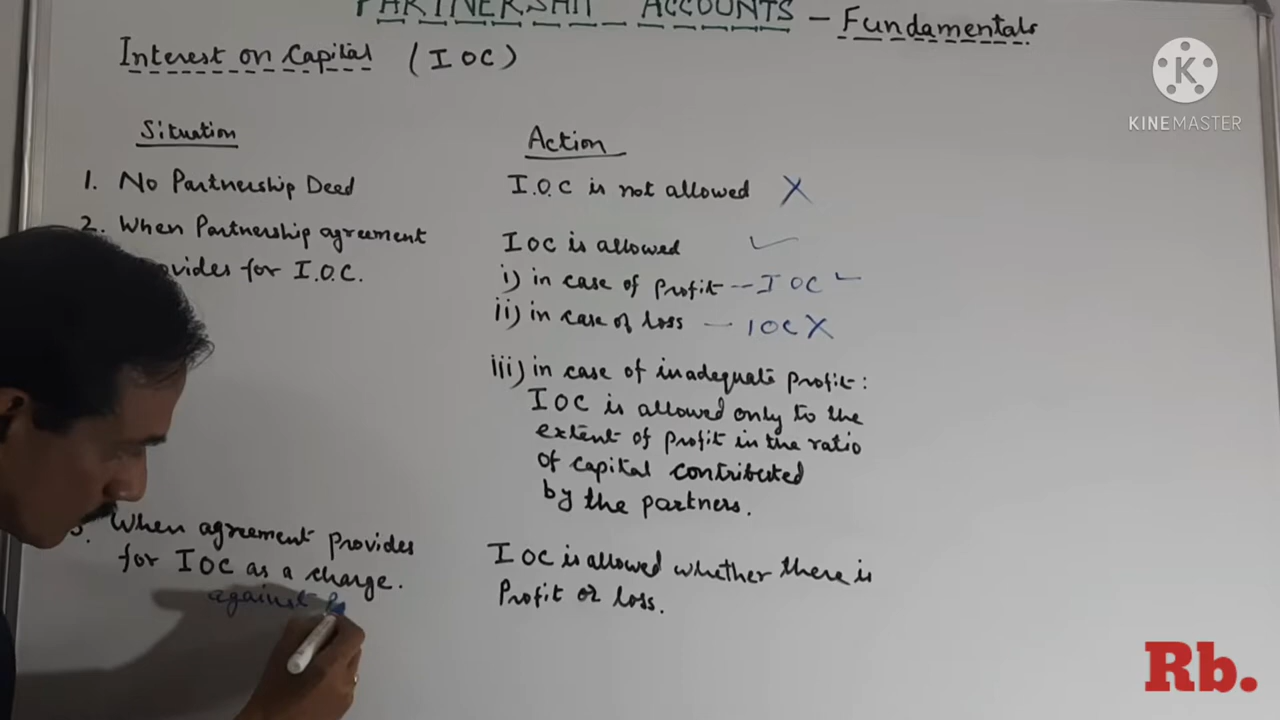 PARTNERSHIP ACCOUNTS - Fundamentals
Interest on Capital (IOC)
KINEMASTER
Situation
Action
1. No Partnership Deed
I.O.C is not allowed X
2. When Partnership agreement
provides for I.O.C.
IOC is allowed ✓
i) in case of profit -- IOC ✓
ii) in case of loss — IOC X
iii) in case of inadequate profit:
IOC is allowed only to the
extent of profit in the ratio
of capital contributed
by the partners.
3. When agreement provides
for IOC as a charge.
against
IOC is allowed whether there is
Profit or loss.
Rb.